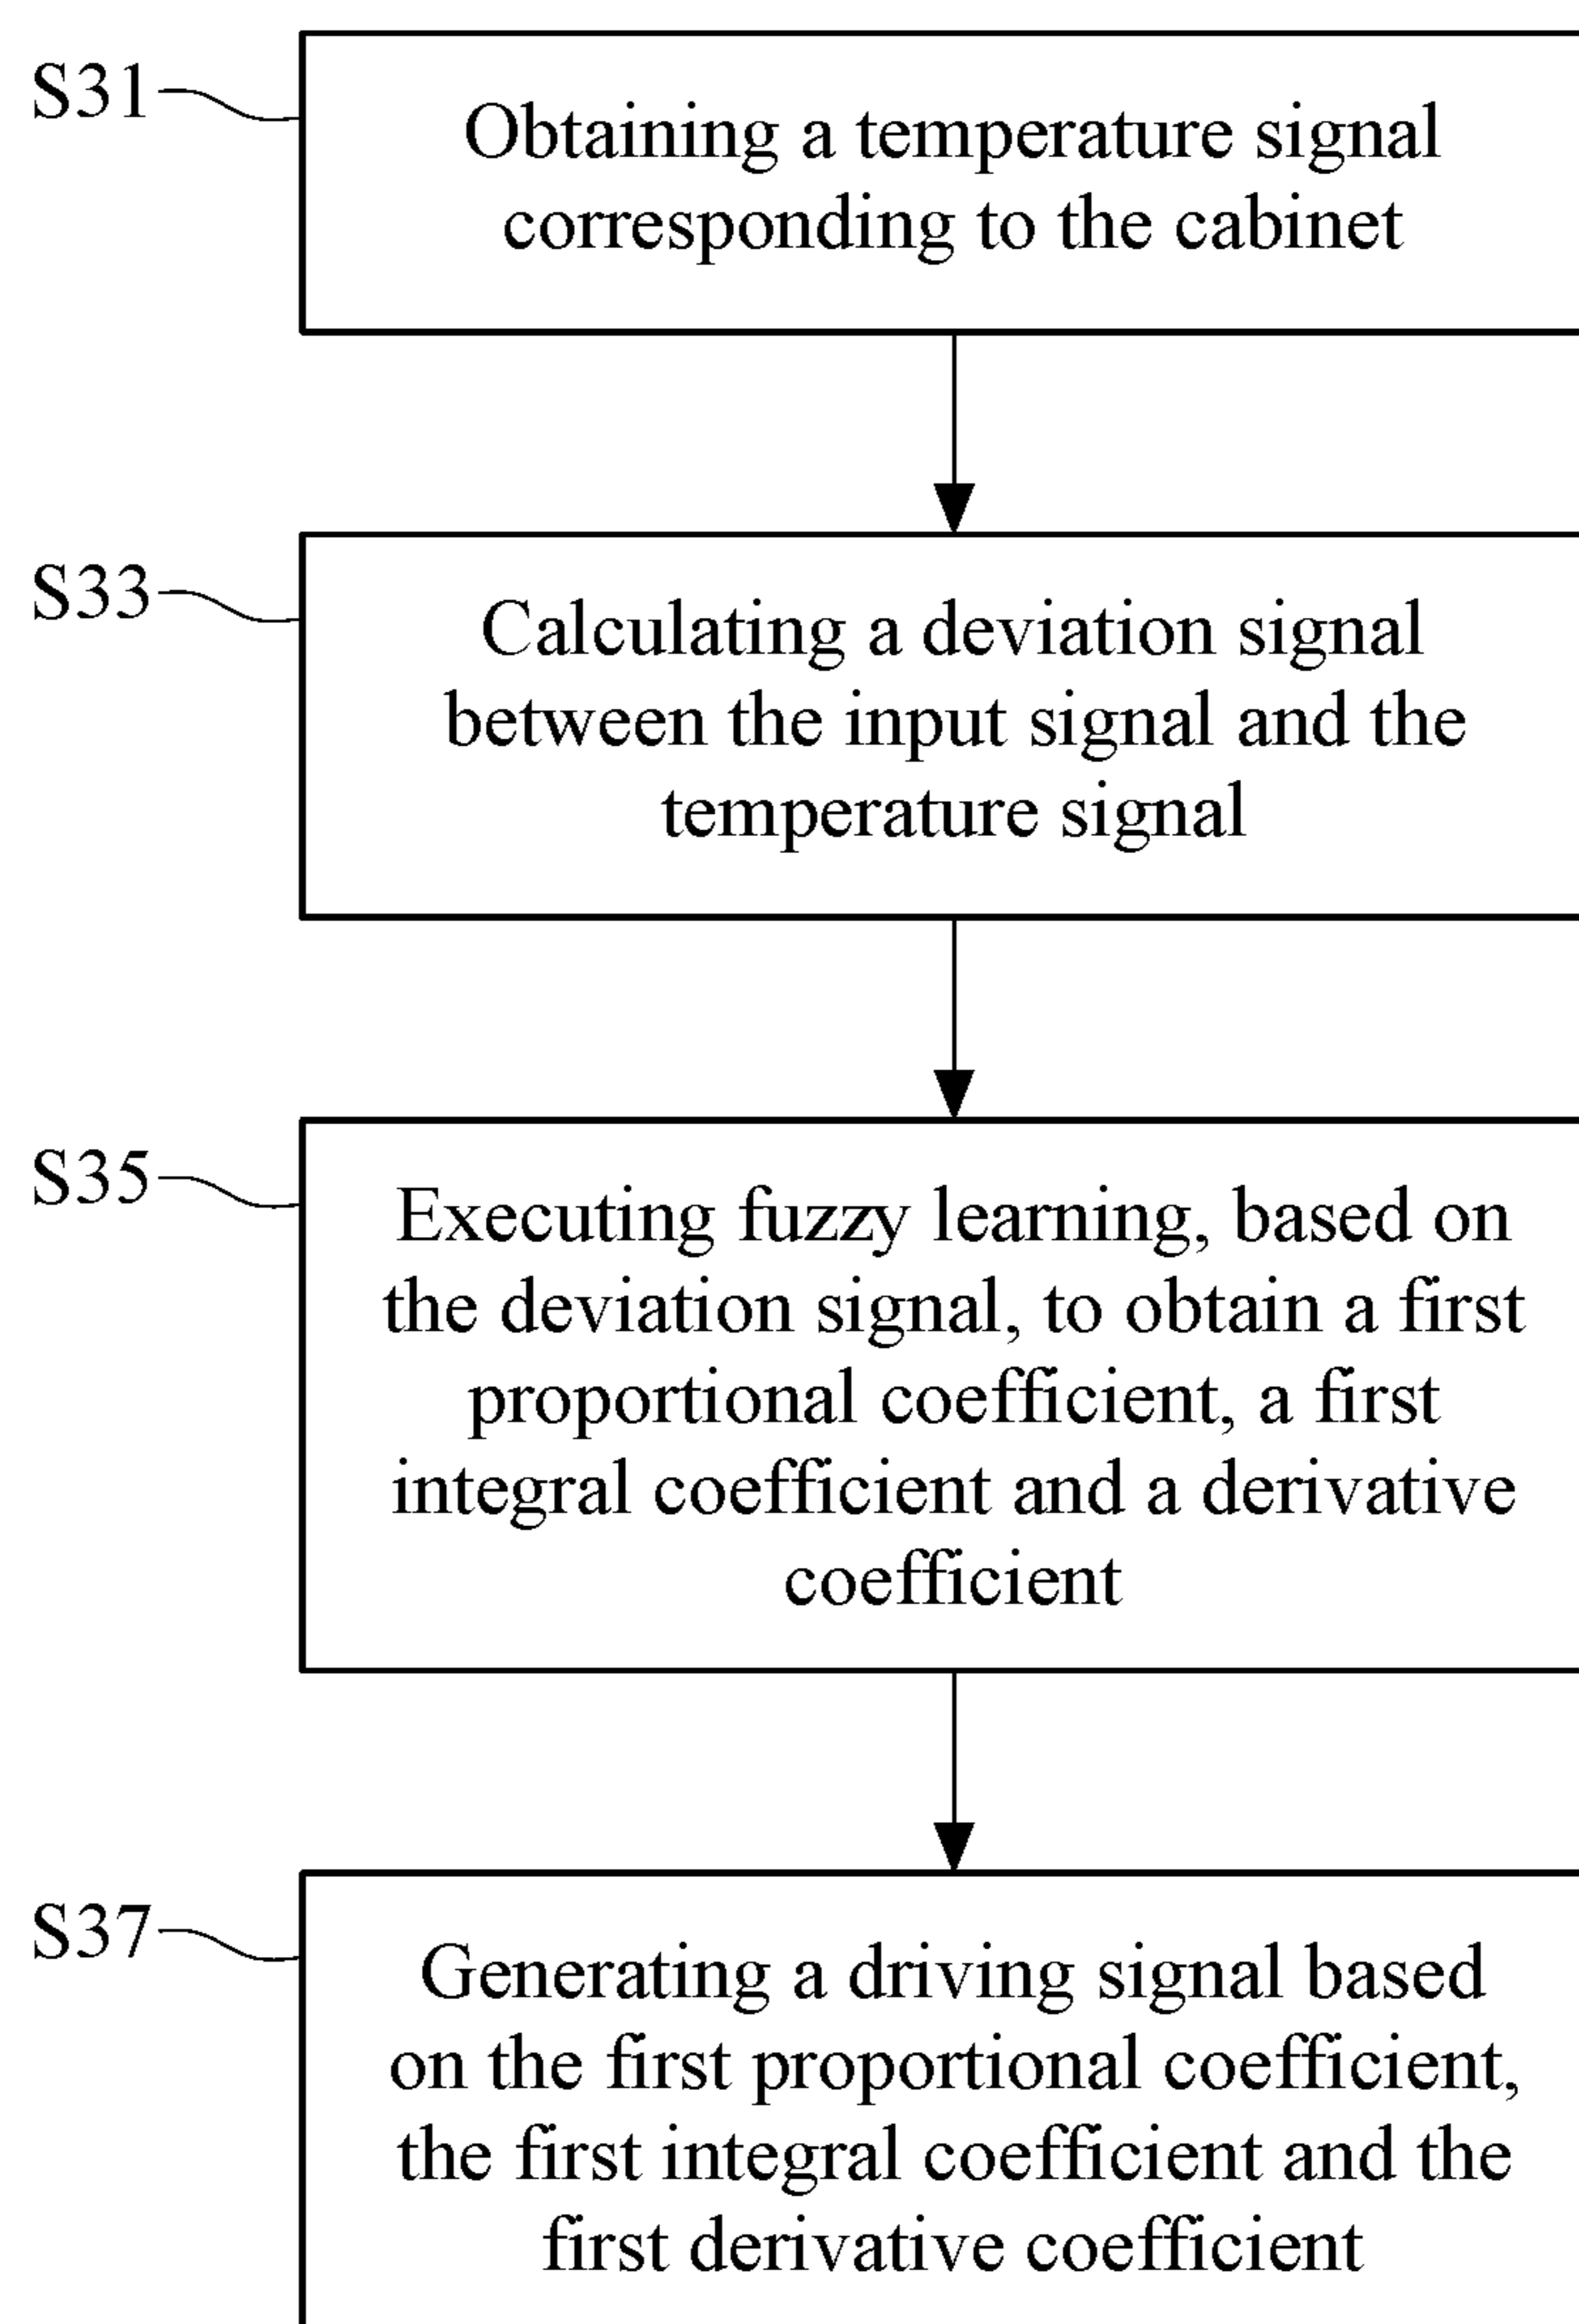 S31
Obtaining a temperature signal
corresponding to the cabinet
S33
Calculating a deviation signal
between the input signal and the
temperature signal
S35
Executing fuzzy learning, based on
the deviation signal, to obtain a first
proportional coefficient, a first
integral coefficient and a derivative
coefficient
S37
Generating a driving signal based
on the first proportional coefficient,
the first integral coefficient and the
first derivative coefficient